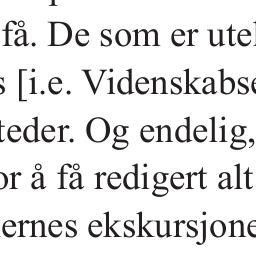 få. De som er utel
s [i.e. Videnskabse
teder. Og endelig,
or å få redigert alt
ernes ekskursjone